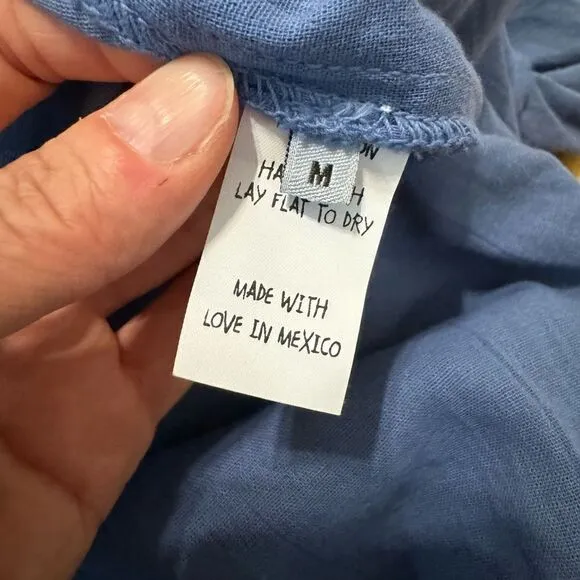 M
LAY FLAT TO DRY
MADE WITH
LOVE IN MEXICO